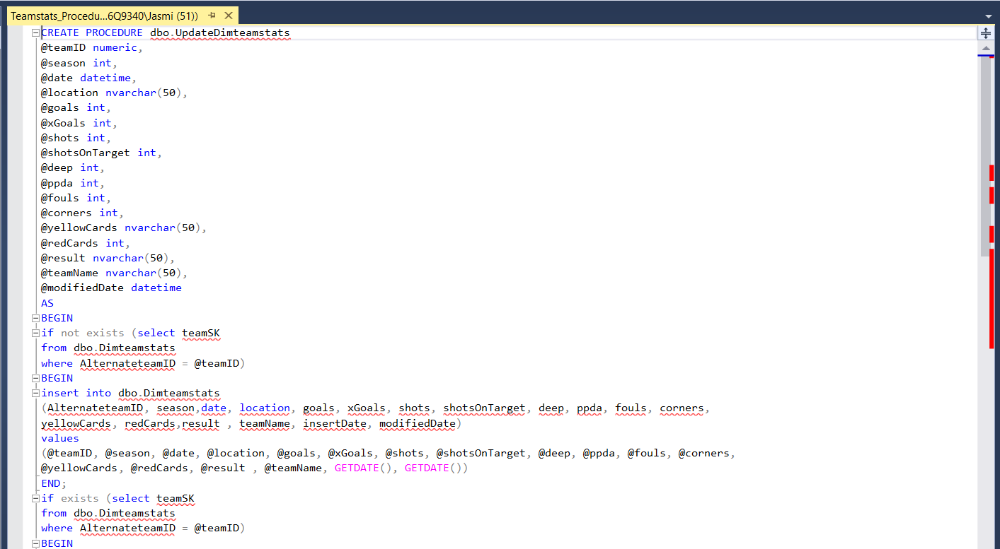 Teamstats_Procedu...6Q9340\Jasmi (51))
CREATE PROCEDURE dbo.UpdateDimteamstats
@teamID numeric,
@season int,
@date datetime,
@location nvarchar(50),
@goals int,
@xGoals int,
@shots int,
@shotsOnTarget int,
@deep int,
@ppda int,
@fouls int,
@corners int,
@yellowCards nvarchar(50),
@redCards int,
@result nvarchar(50),
@teamName nvarchar(50),
@modifiedDate datetime
AS
BEGIN
if not exists (select teamSK
from dbo.Dimteamstats
where AlternateteamID = @teamID)
BEGIN
insert into dbo.Dimteamstats
(AlternateteamID, season,date, location, goals, xGoals, shots, shotsOnTarget, deep, ppda, fouls, corners,
yellowCards, redCards,result , teamName, insertDate, modifiedDate)
values
(@teamID, @season, @date, @location, @goals, @xGoals, @shots, @shotsOnTarget, @deep, @ppda, @fouls, @corners,
@yellowCards, @redCards, @result , @teamName, GETDATE(), GETDATE())
END;
if exists (select teamSK
from dbo.Dimteamstats
where AlternateteamID = @teamID)
BEGIN